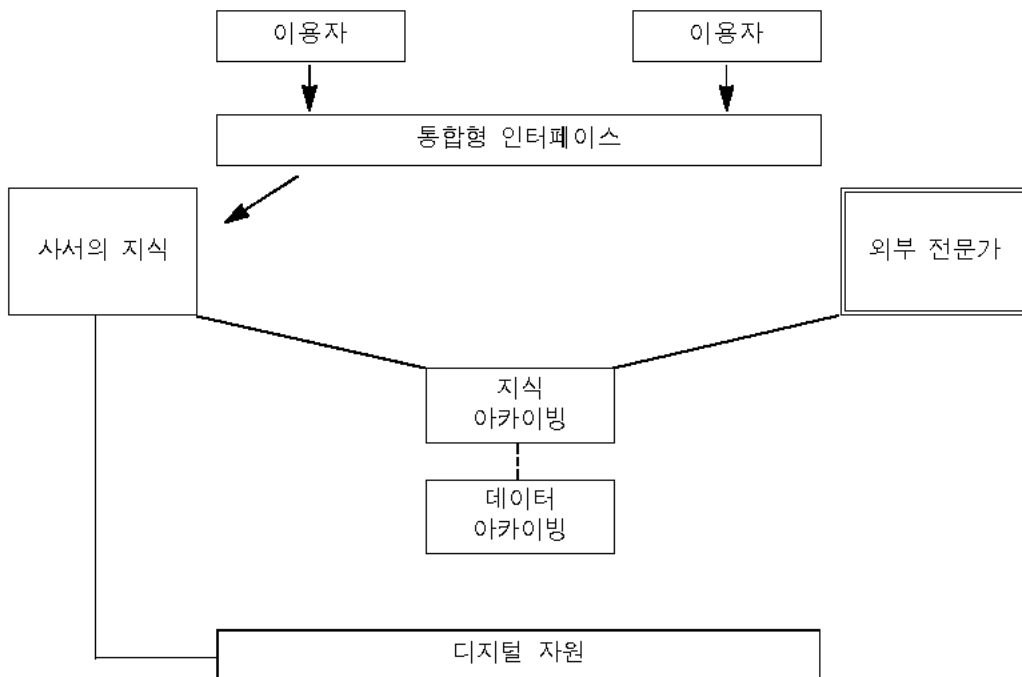 이용자
이용자
통합형 인터페이스
사서의 지식
외부 전문가
지식
아카이빙
데이터
아카이빙
디지털 자원